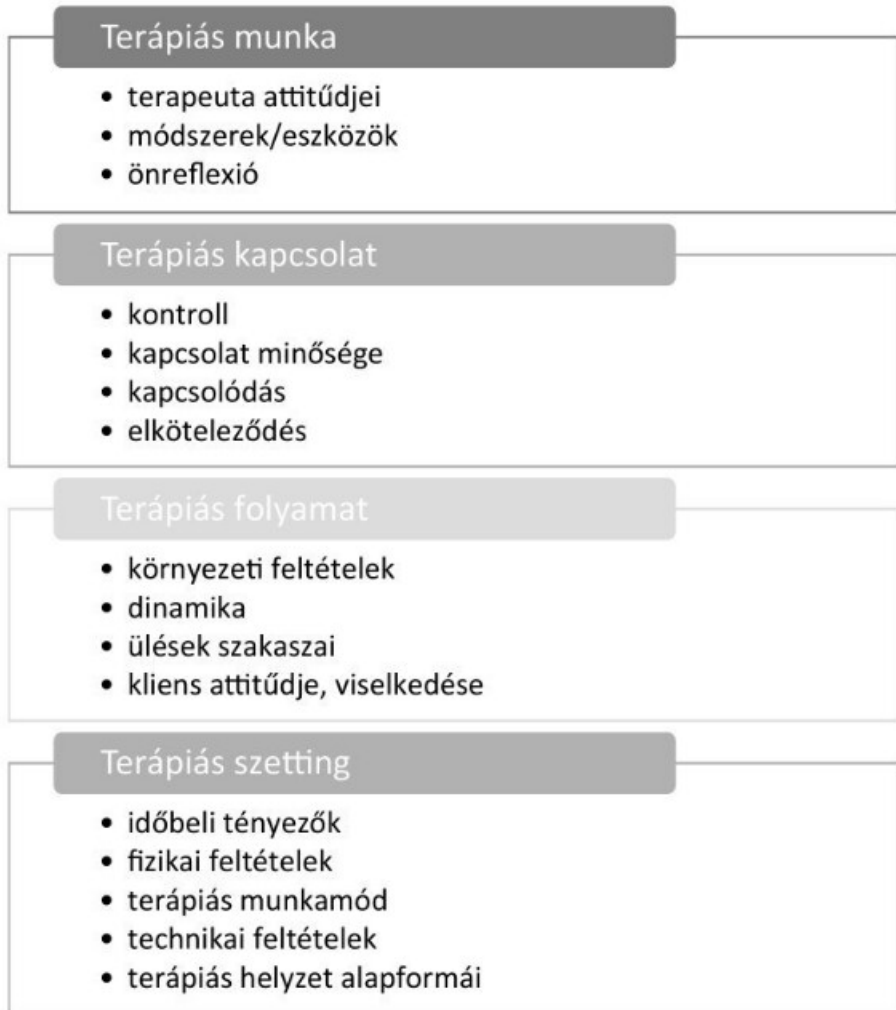 Terápiás munka
• terapeuta attitűdjei
• módszerek/eszközök
• önreflexió
Terápiás kapcsolat
• kontroll
• kapcsolat minősége
• kapcsolódás
• elköteleződés
Terápiás folyamat
• környezeti feltételek
• dinamika
• ülések szakaszai
• kliens attitűdje, viselkedése
Terápiás szetting
• időbeli tényezők
• fizikai feltételek
• terápiás munkamód
• technikai feltételek
• terápiás helyzet alapformái